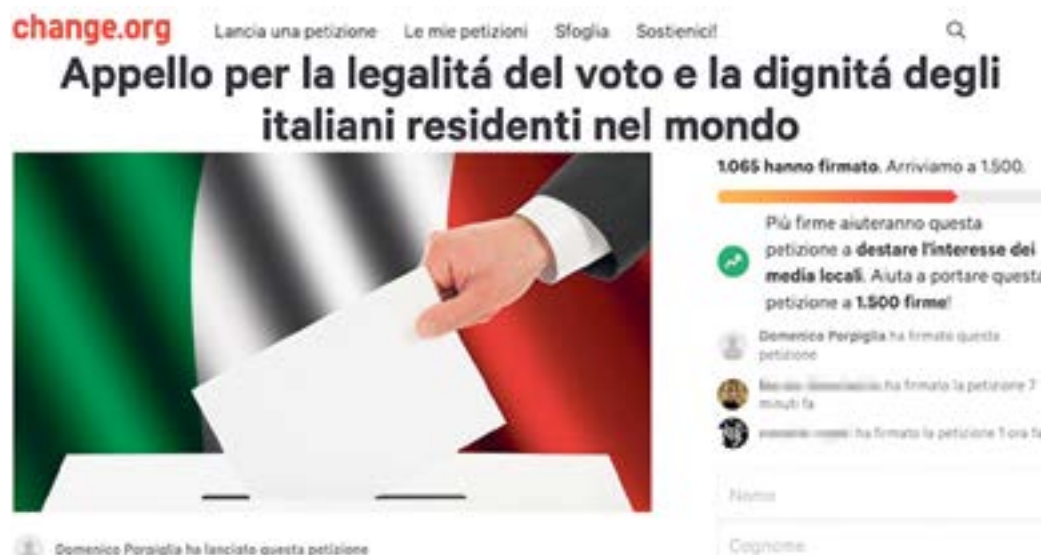 change.org
Lancia una petizione Le mie petizioni Sfoglia Sostienici!
Appello per la legalitá del voto e la dignitá degli
italiani residenti nel mondo
1.065 hanno firmato. Arriviamo a 1.500.
Più firme aiuteranno questa
petizione a destare l'interesse dei
media locali. Aiuta a portare questa
petizione a 1.500 firme!
Domenico Porpiglia ha firmato questa
petizione
ha firmato la petizione 7
minuti fa
ha firmato la petizione 1 ora fa
Nome
Cognome
Domenico Porpiglia ha lanciato questa petizione